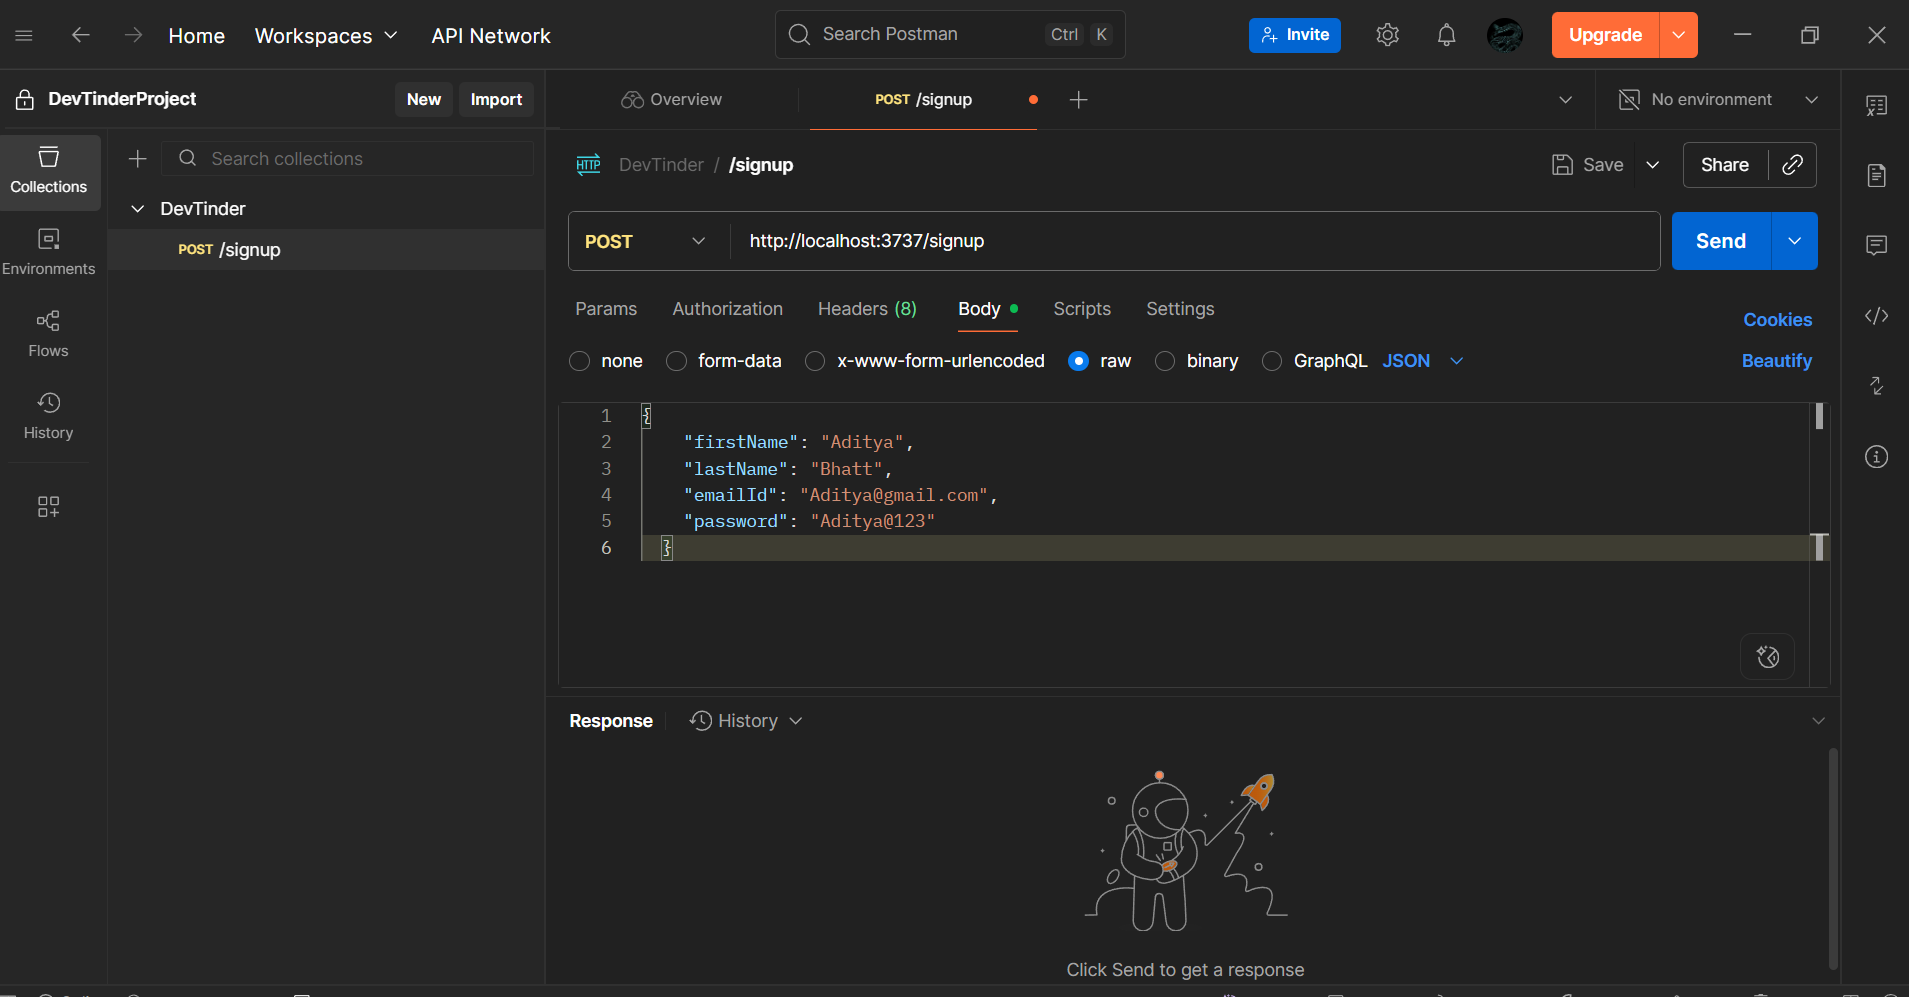 Home Workspaces API Network Search Postman Ctrl K Invite Upgrade
DevTinderProject New Import Overview POST /signup No environment
Search collections
Collections
DevTinder
POST /signup
Environments
Flows
History
HTTP DevTinder / /signup Save Share
POST http://localhost:3737/signup Send
Params Authorization Headers (8) Body Scripts Settings Cookies
none form-data x-www-form-urlencoded raw binary GraphQL JSON Beautify
1 {
2 "firstName": "Aditya",
3 "lastName": "Bhatt",
4 "emailId": "Aditya@gmail.com",
5 "password": "Aditya@123"
6 }
Response History
Click Send to get a response